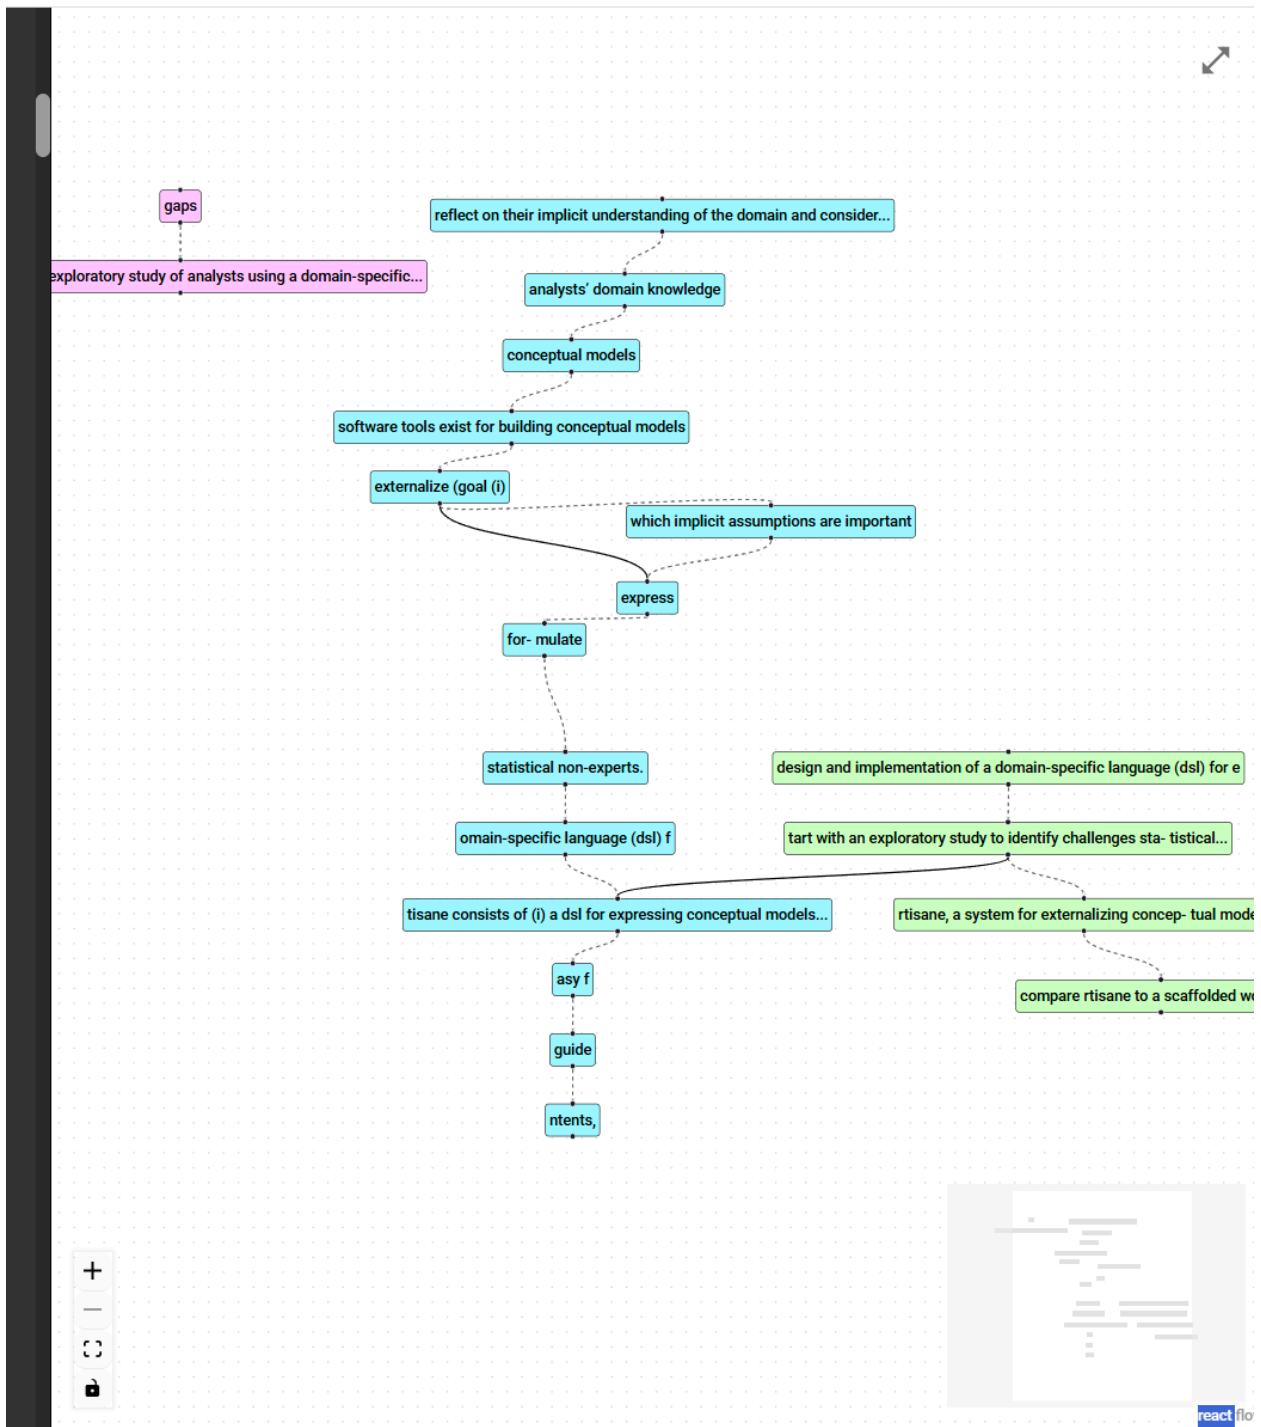 gaps
reflect on their implicit understanding of the domain and consider...
exploratory study of analysts using a domain-specific...
analysts' domain knowledge
conceptual models
software tools exist for building conceptual models
externalize (goal (i)
which implicit assumptions are important
express
for- mulate
statistical non-experts.
design and implementation of a domain-specific language (dsl) for e
omain-specific language (dsl) f
tart with an exploratory study to identify challenges sta- tistical...
tisane consists of (i) a dsl for expressing conceptual models...
rtisane, a system for externalizing concep- tual mode
asy f
compare rtisane to a scaffolded wo
guide
ntents,
react flo